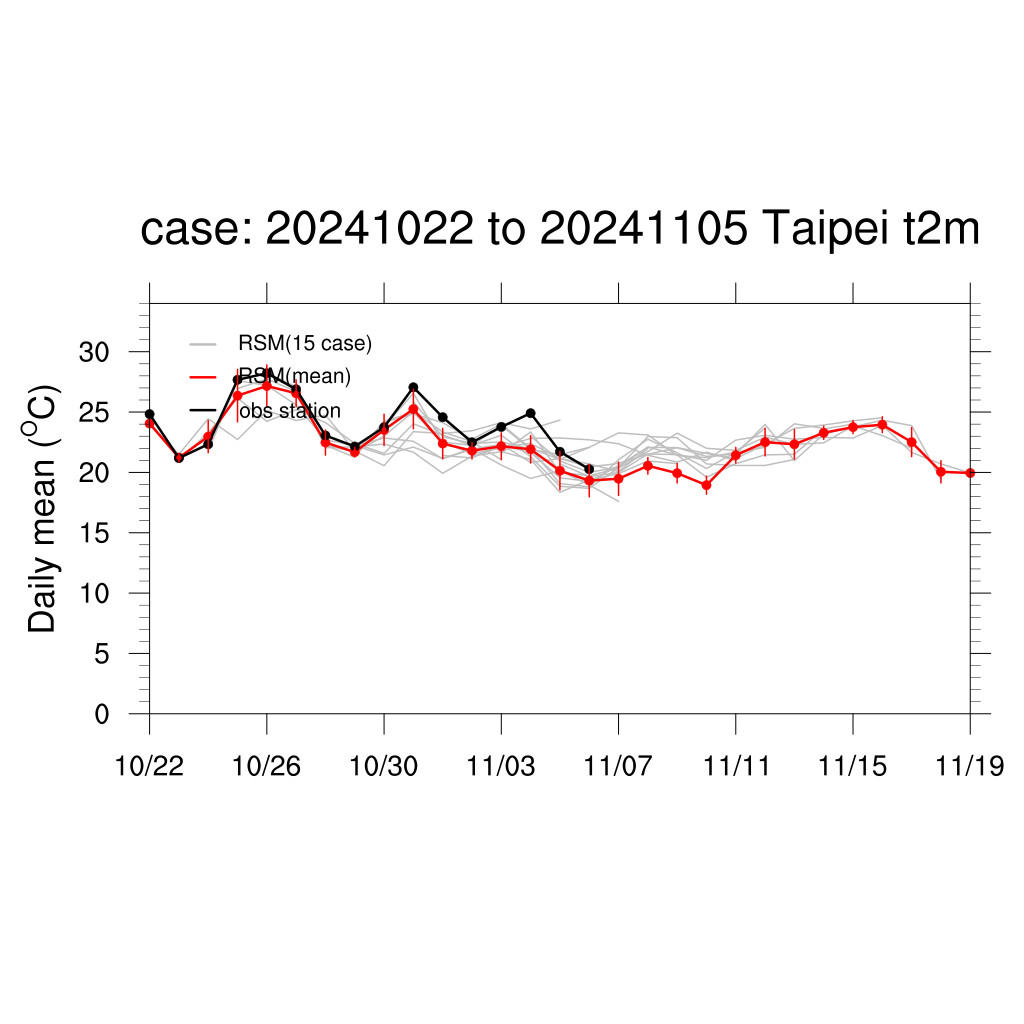 case: 20241022 to 20241105 Taipei t2m
Daily mean (°C)
30
25
20
15
10
5
0
RSM(15 case)
RSM(mean)
obs station
10/22 10/26 10/30 11/03 11/07 11/11 11/15 11/19